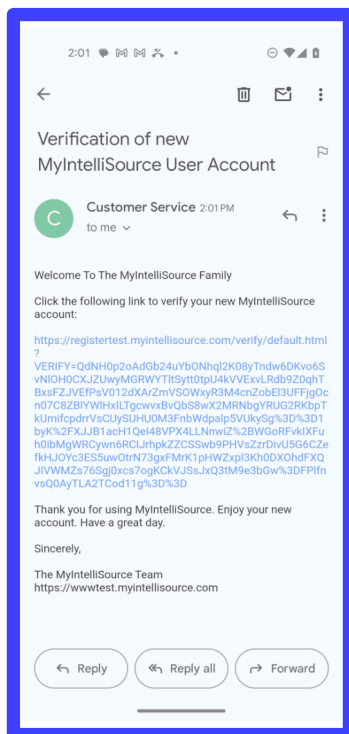 2:01
Verification of new
MyIntelliSource User Account
C
Customer Service 2:01 PM
to me
Welcome To The MyIntelliSource Family
Click the following link to verify your new MyIntelliSource
account:
https://registertest.myintellisource.com/verify/default.html
?
VERIFY=QdNH0p2oAdGb24uYbONhql2K08yTndw6DKvo6S
vNlOH0CXJZUwyMGRWYTltSytt0tpU4kVVExvLRdb9Z0qhT
BxsFZJVEfPsV012dXArZmVSOWxyR3M4cnZobEl3UFFjgOc
n07C8ZBlYWlHxILTgcwvxBvQbS8wX2MRNbgYRUG2RKbpT
kUmifcpdrrVsCUySUHU0M3FnbWdpalp5VUkySg%3D%3D1
byK%2FXJJB1acH1QeI48VPX4LLNnwiZ%2BWGoRFvkIXFu
h0ibMgWRCywn6RCIJrhpkZZCSSwb9PHVsZzrDivU5G6CZe
fkHJOYc3ES5uwOtrN73gxFMrK1pHWZxpl3Kh0DXOhdFXQ
JIVWMZs76Sgj0xcs7ogKCkVJSsJxQ3tM9e3bGw%3DFPlfn
vsQ0AyTLA2TCod11g%3D%3D
Thank you for using MyIntelliSource. Enjoy your new
account. Have a great day.
Sincerely,
The MyIntelliSource Team
https://wwwtest.myintellisource.com
Reply
Reply all
Forward